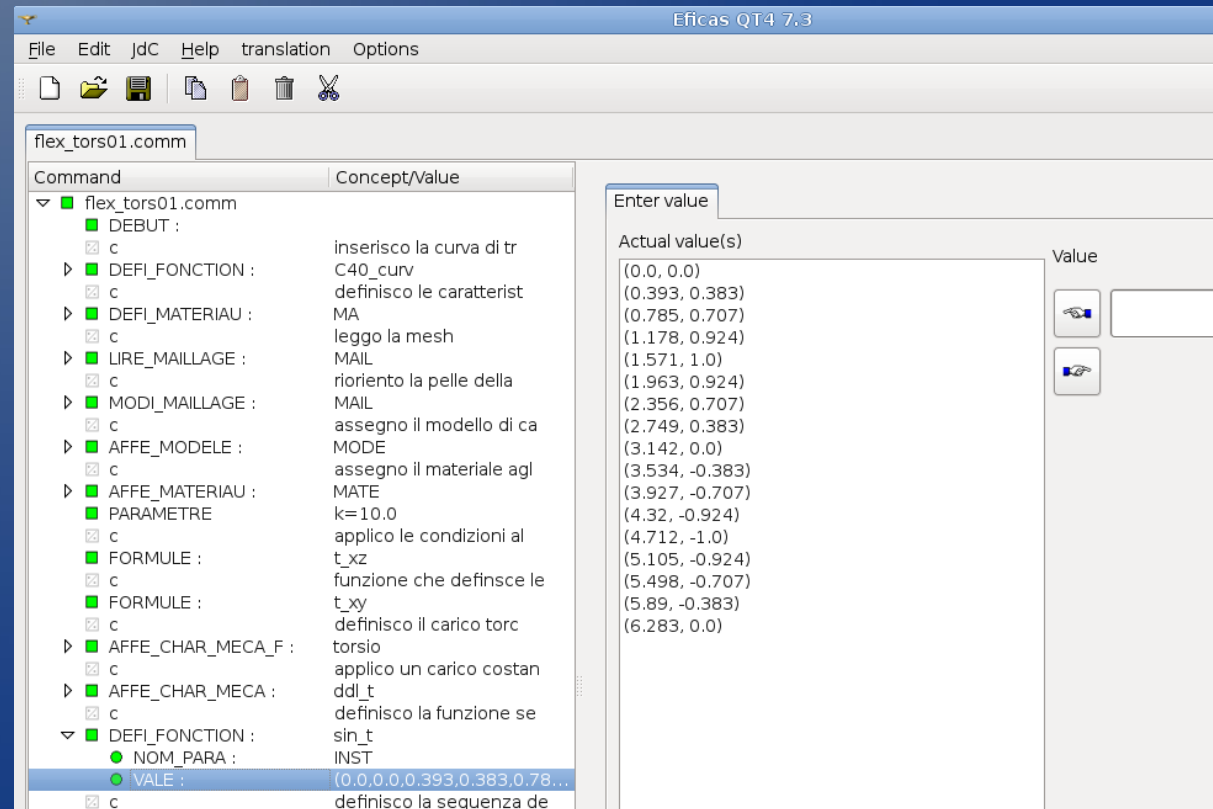 Eficas QT4 7.3
File Edit JdC Help translation Options
flex_tors01.comm
Command Concept/Value
flex_tors01.comm
DEBUT :
c inserisco la curva di tr
DEFI_FONCTION : C40_curv
c definisco le caratterist
DEFI_MATERIAU : MA
c leggo la mesh
LIRE_MAILLAGE : MAIL
c rioriento la pelle della
MODI_MAILLAGE : MAIL
c assegno il modello di ca
AFFE_MODELE : MODE
c assegno il materiale agl
AFFE_MATERIAU : MATE
PARAMETRE k=10.0
c applico le condizioni al
FORMULE : t_xz
c funzione che definsce le
FORMULE : t_xy
c definisco il carico torc
AFFE_CHAR_MECA_F : torsio
c applico un carico costan
AFFE_CHAR_MECA : ddl_t
c definisco la funzione se
DEFI_FONCTION : sin_t
NOM_PARA : INST
VALE : (0.0,0.0,0.393,0.383,0.78...
c definisco la sequenza de
Enter value
Actual value(s)
(0.0, 0.0)
(0.393, 0.383)
(0.785, 0.707)
(1.178, 0.924)
(1.571, 1.0)
(1.963, 0.924)
(2.356, 0.707)
(2.749, 0.383)
(3.142, 0.0)
(3.534, -0.383)
(3.927, -0.707)
(4.32, -0.924)
(4.712, -1.0)
(5.105, -0.924)
(5.498, -0.707)
(5.89, -0.383)
(6.283, 0.0)
Value